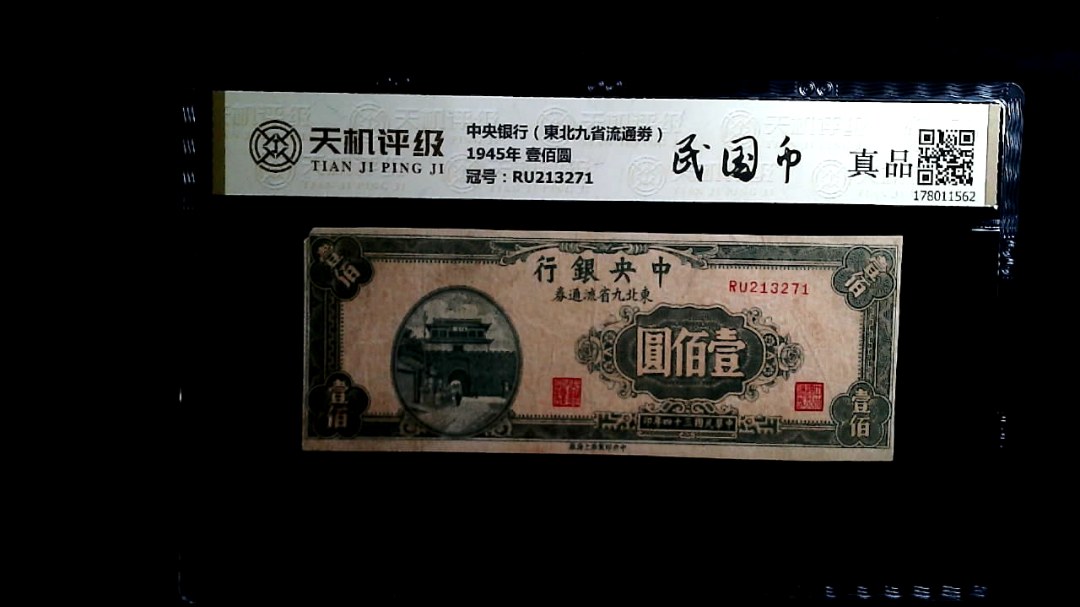 天机评级
TIAN JI PING JI
中央银行（東北九省流通券）
1945年 壹佰圆
冠号：RU213271
民国币
真品
178011562
壹佰
壹佰
行銀央中
券通流省九北東
RU213271
圓佰壹
印年四十三國民華中
壹佰
壹佰